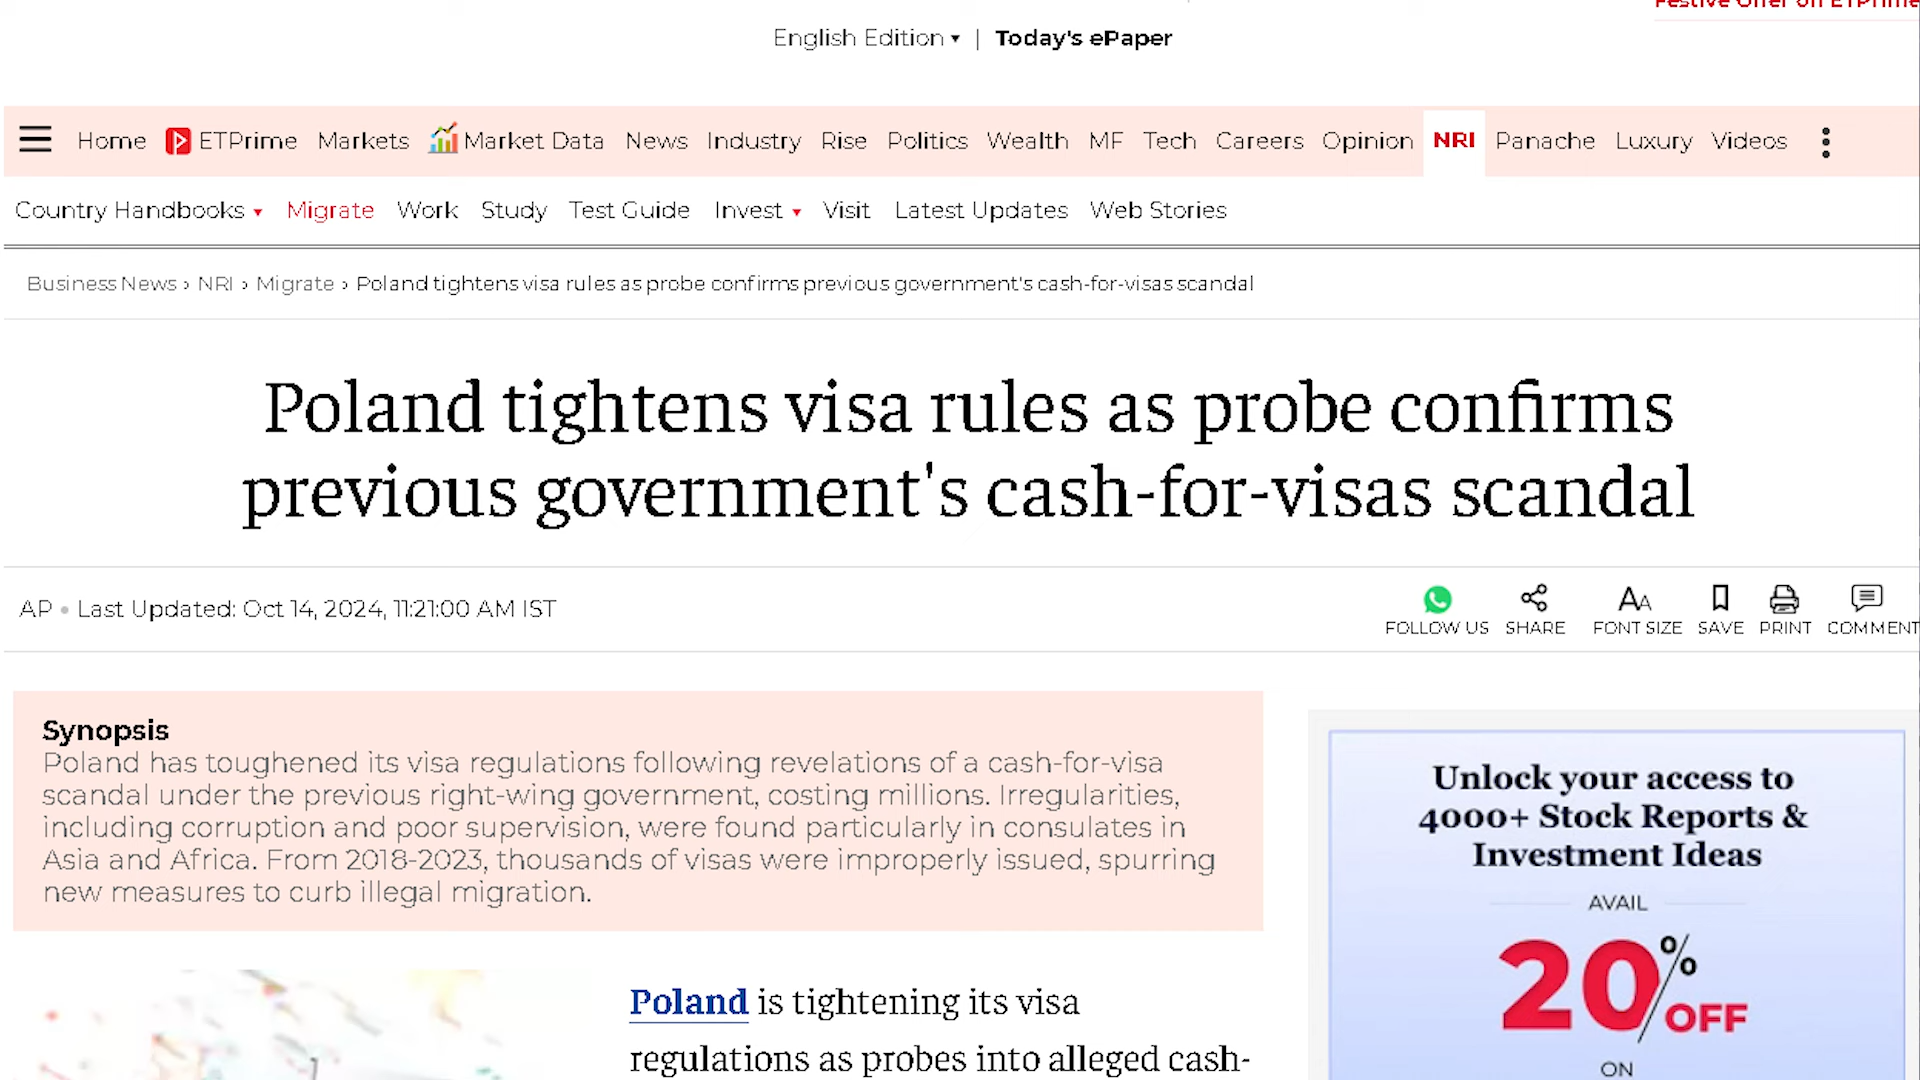 Festive Offer on ETPrime
English Edition ▾ | Today's ePaper
Home ETPrime Markets Market Data News Industry Rise Politics Wealth MF Tech Careers Opinion NRI Panache Luxury Videos
Country Handbooks ▾ Migrate Work Study Test Guide Invest ▾ Visit Latest Updates Web Stories
Business News › NRI › Migrate › Poland tightens visa rules as probe confirms previous government's cash-for-visas scandal
Poland tightens visa rules as probe confirms
previous government's cash-for-visas scandal
AP • Last Updated: Oct 14, 2024, 11:21:00 AM IST
FOLLOW US SHARE FONT SIZE SAVE PRINT COMMENT
Synopsis
Poland has toughened its visa regulations following revelations of a cash-for-visa
scandal under the previous right-wing government, costing millions. Irregularities,
including corruption and poor supervision, were found particularly in consulates in
Asia and Africa. From 2018-2023, thousands of visas were improperly issued, spurring
new measures to curb illegal migration.
Poland is tightening its visa
regulations as probes into alleged cash-
Unlock your access to
4000+ Stock Reports &
Investment Ideas
AVAIL
20% OFF
ON